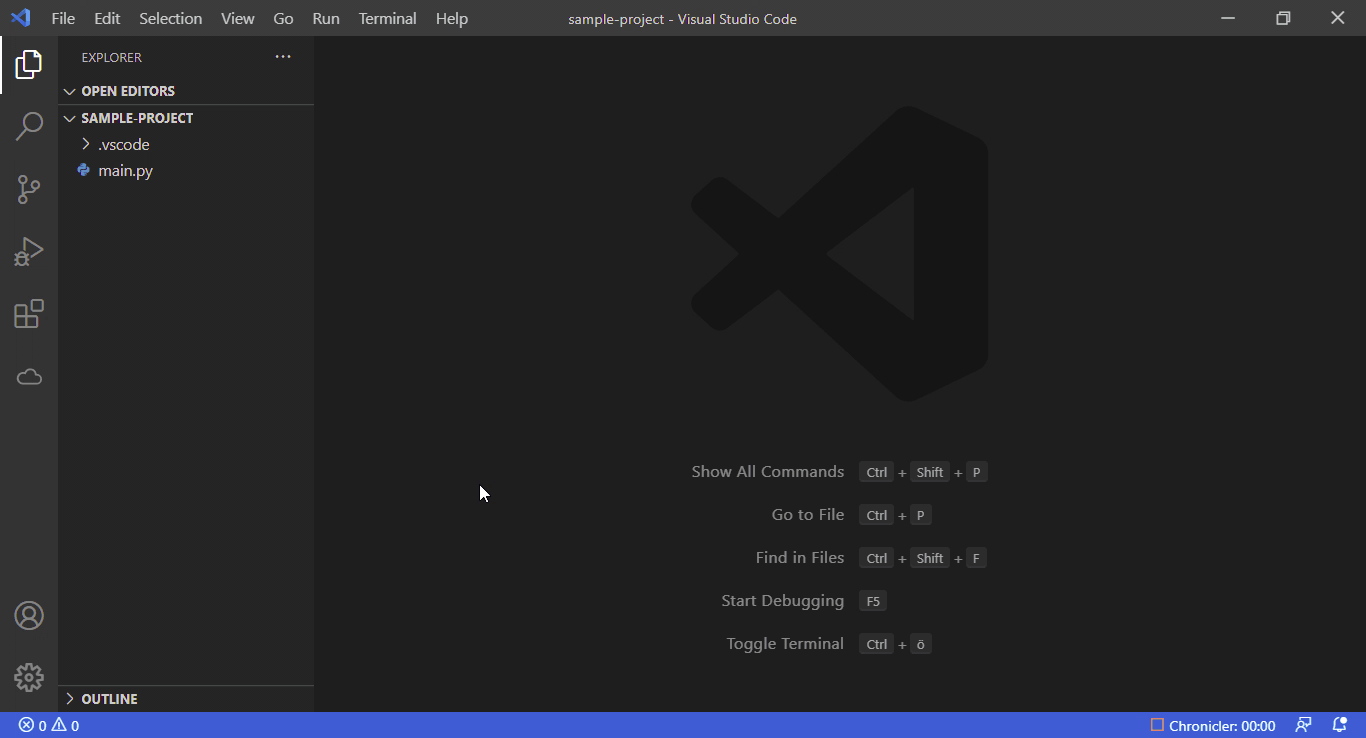 File Edit Selection View Go Run Terminal Help sample-project - Visual Studio Code
EXPLORER
OPEN EDITORS
SAMPLE-PROJECT
.vscode
main.py
Show All Commands Ctrl + Shift + P
Go to File Ctrl + P
Find in Files Ctrl + Shift + F
Start Debugging F5
Toggle Terminal Ctrl + ö
OUTLINE
0 0 Chronicler: 00:00